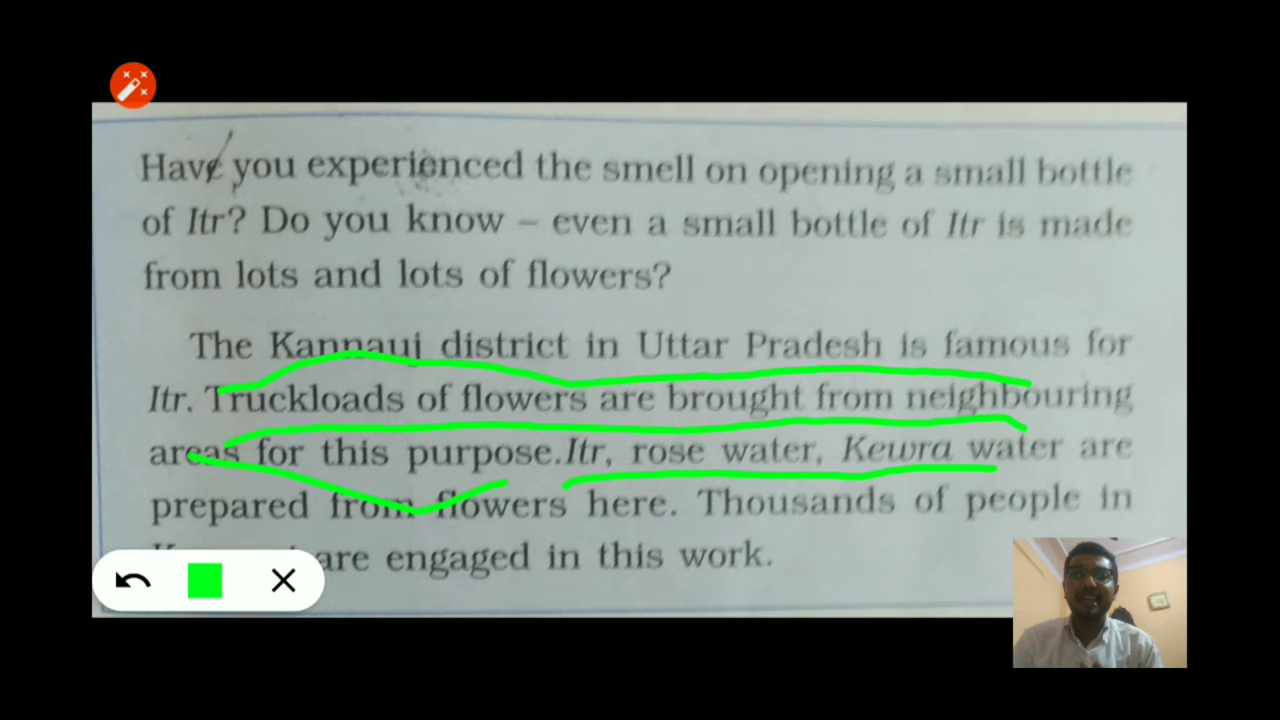 Have you experienced the smell on opening a small bottle
of Itr? Do you know – even a small bottle of Itr is made
from lots and lots of flowers?
The Kannauj district in Uttar Pradesh is famous for
Itr. Truckloads of flowers are brought from neighbouring
areas for this purpose.Itr, rose water, Kewra water are
prepared from flowers here. Thousands of people in
are engaged in this work.